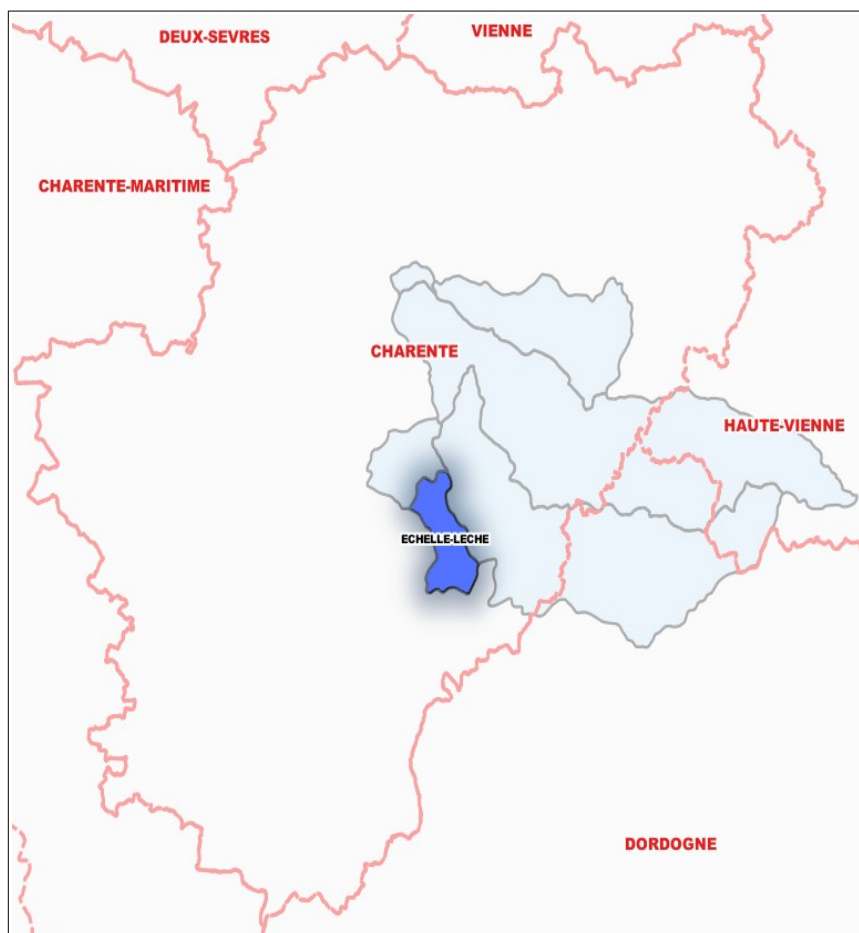 DEUX-SEVRES
VIENNE
CHARENTE-MARITIME
CHARENTE
HAUTE-VIENNE
ECHELLE-LECHE
DORDOGNE